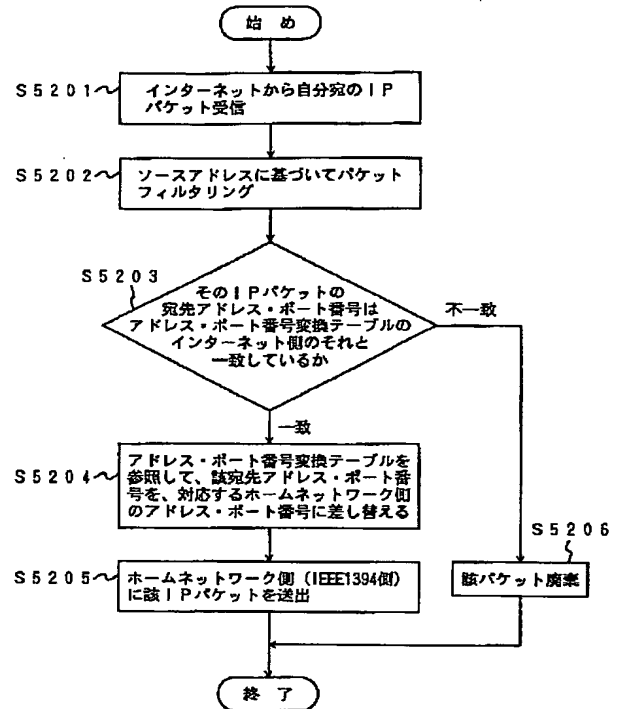 始め
S5201
インターネットから自分宛のIP
パケット受信
S5202
ソースアドレスに基づいてパケット
フィルタリング
S5203
そのIPパケットの
宛先アドレス・ポート番号は
アドレス・ポート番号変換テーブルの
インターネット側のそれと
一致しているか
不一致
一致
S5204
アドレス・ポート番号変換テーブルを
参照して、該宛先アドレス・ポート番
号を、対応するホームネットワーク側
のアドレス・ポート番号に差し替える
S5206
該パケット廃棄
S5205
ホームネットワーク側(IEEE1394側)
に該IPパケットを送出
終了